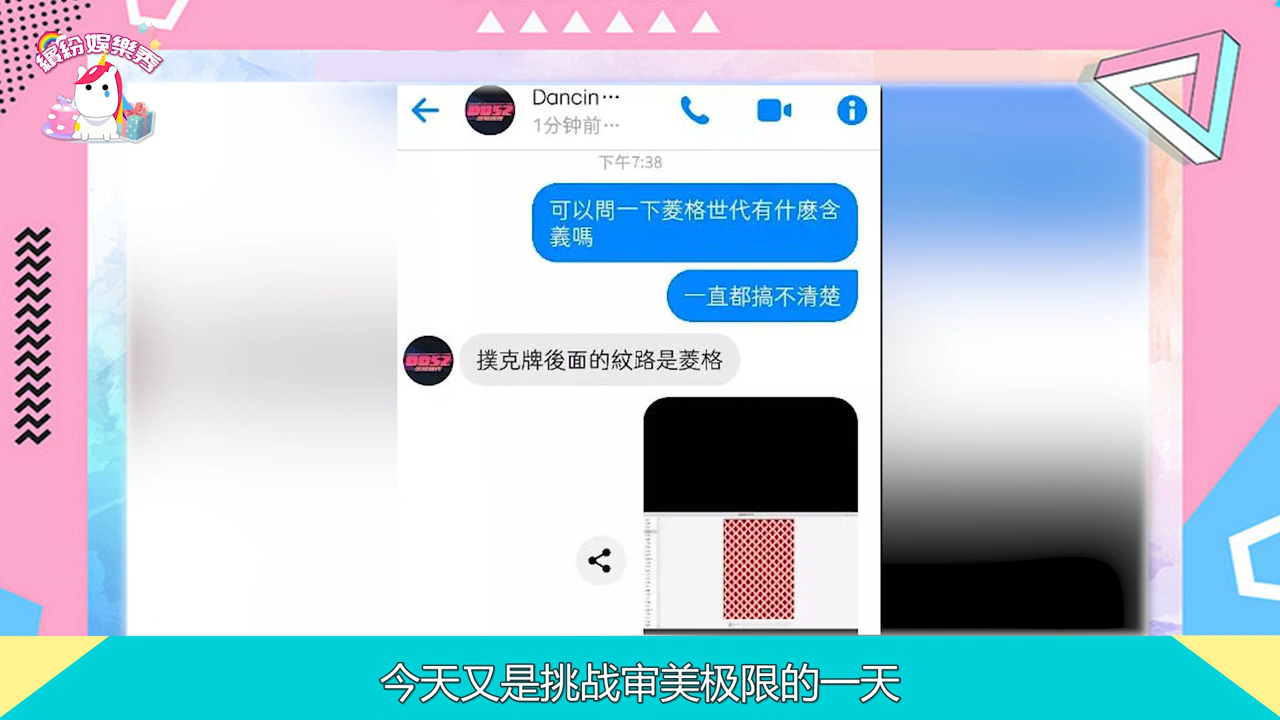 繽紛娛樂秀
Dancin…
1分钟前…
下午7:38
可以問一下菱格世代有什麽含
義嗎
一直都搞不清楚
DDSZ
撲克牌後面的紋路是菱格
今天又是挑战审美极限的一天